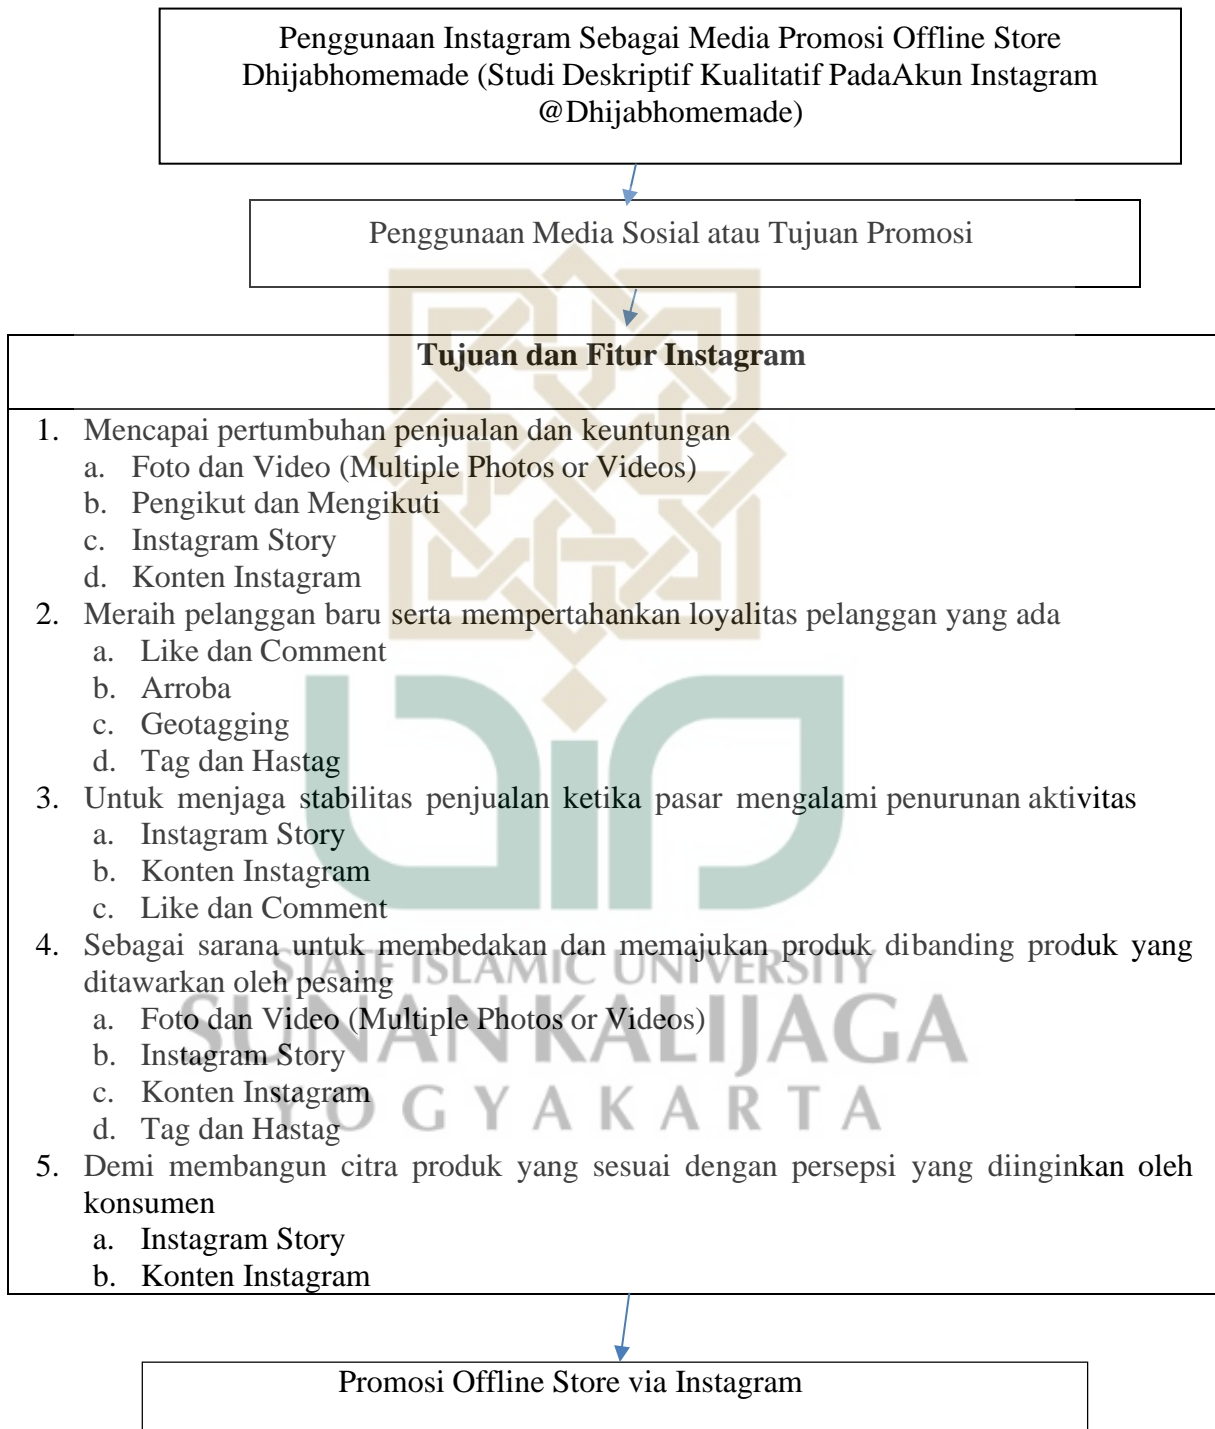 Penggunaan Instagram Sebagai Media Promosi Offline Store
Dhijabhomemade (Studi Deskriptif Kualitatif PadaAkun Instagram
@Dhijabhomemade)
Penggunaan Media Sosial atau Tujuan Promosi
Tujuan dan Fitur Instagram
1. Mencapai pertumbuhan penjualan dan keuntungan
a. Foto dan Video (Multiple Photos or Videos)
b. Pengikut dan Mengikuti
c. Instagram Story
d. Konten Instagram
2. Meraih pelanggan baru serta mempertahankan loyalitas pelanggan yang ada
a. Like dan Comment
b. Arroba
c. Geotagging
d. Tag dan Hastag
3. Untuk menjaga stabilitas penjualan ketika pasar mengalami penurunan aktivitas
a. Instagram Story
b. Konten Instagram
c. Like dan Comment
4. Sebagai sarana untuk membedakan dan memajukan produk dibanding produk yang
ditawarkan oleh pesaing
STATE ISLAMIC UNIVERSITY
SUNAN KALIJAGA
YOGYAKARTA
a. Foto dan Video (Multiple Photos or Videos)
b. Instagram Story
c. Konten Instagram
d. Tag dan Hastag
5. Demi membangun citra produk yang sesuai dengan persepsi yang diinginkan oleh
konsumen
a. Instagram Story
b. Konten Instagram
Promosi Offline Store via Instagram